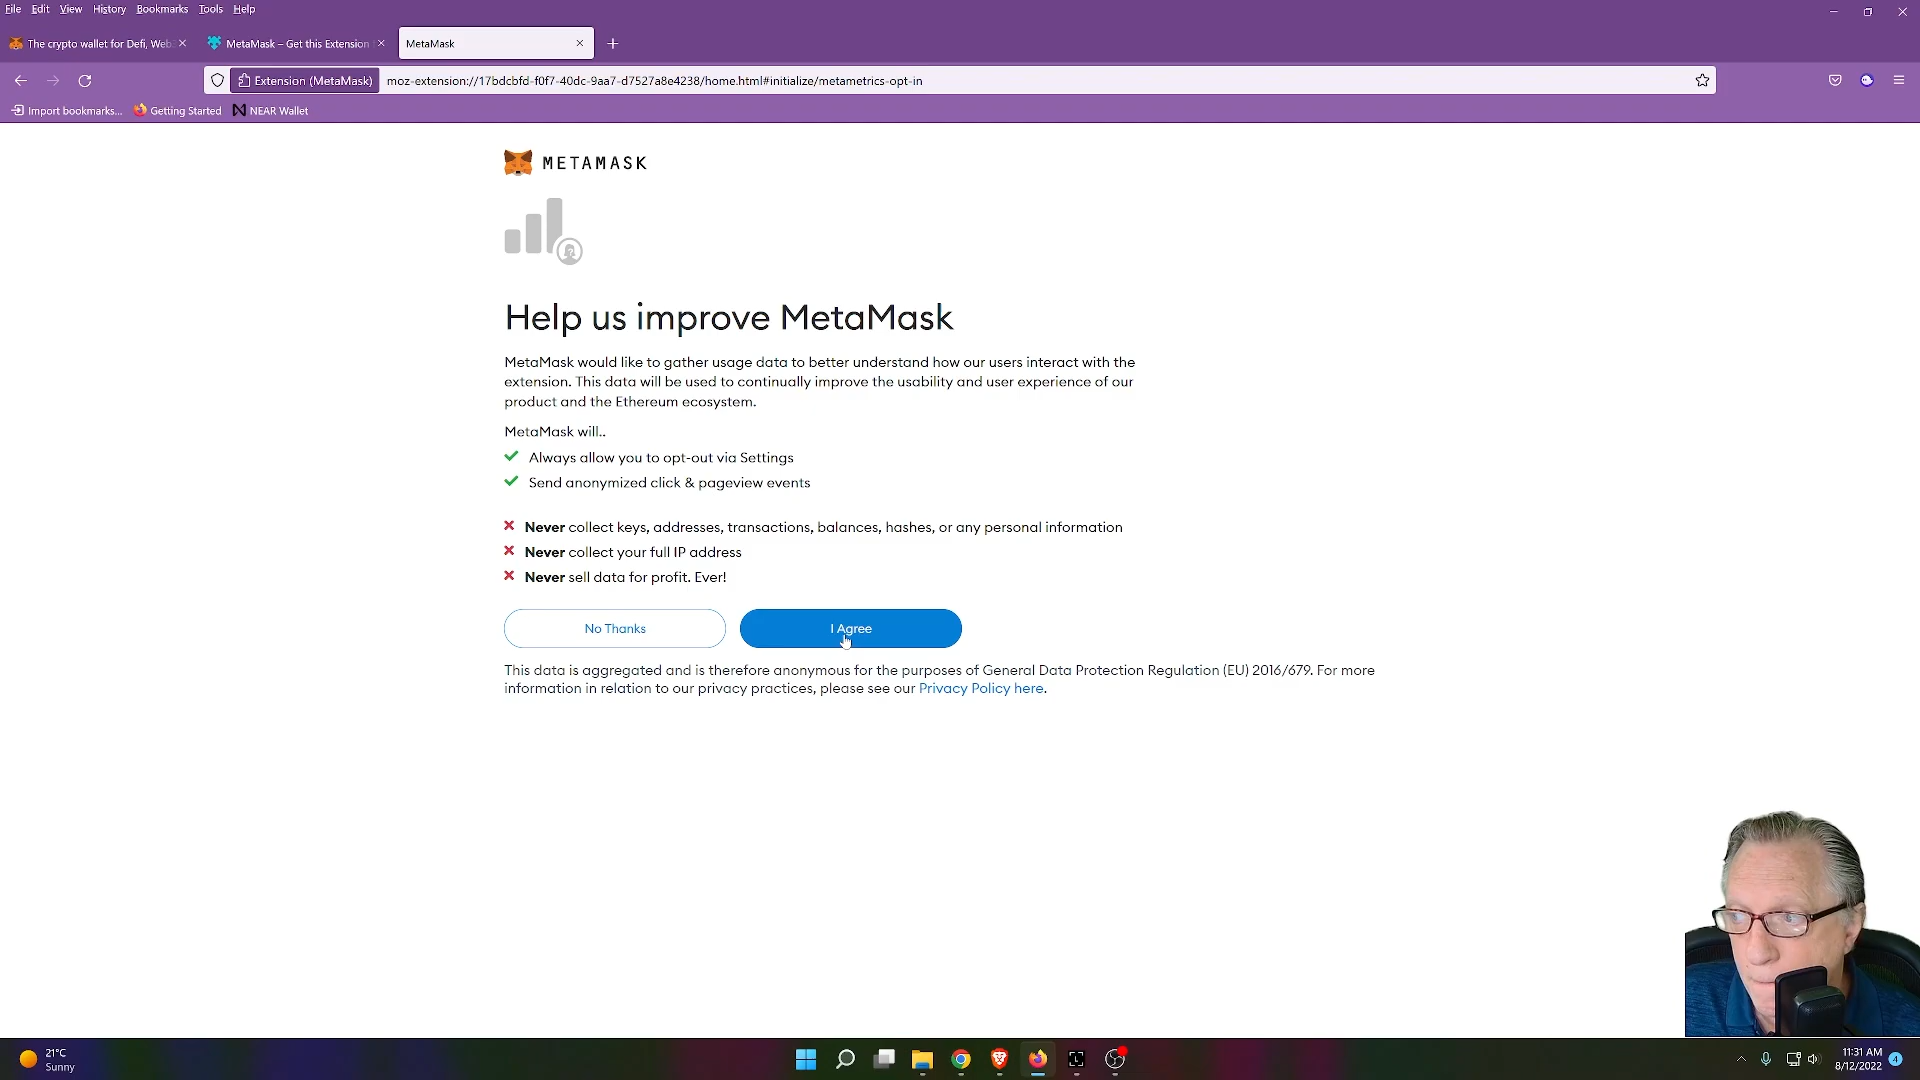 File Edit View History Bookmarks Tools Help
The crypto wallet for Defi, Web
MetaMask – Get this Extension
MetaMask
Extension (MetaMask)
moz-extension://17bdcbfd-f0f7-40dc-9aa7-d7527a8e4238/home.html#initialize/metametrics-opt-in
Import bookmarks...
Getting Started
NEAR Wallet
METAMASK
Help us improve MetaMask
MetaMask would like to gather usage data to better understand how our users interact with the
extension. This data will be used to continually improve the usability and user experience of our
product and the Ethereum ecosystem.
MetaMask will..
Always allow you to opt-out via Settings
Send anonymized click & pageview events
Never collect keys, addresses, transactions, balances, hashes, or any personal information
Never collect your full IP address
Never sell data for profit. Ever!
No Thanks
I Agree
This data is aggregated and is therefore anonymous for the purposes of General Data Protection Regulation (EU) 2016/679. For more
information in relation to our privacy practices, please see our Privacy Policy here.
21°C
Sunny
11:31 AM
8/12/2022
4